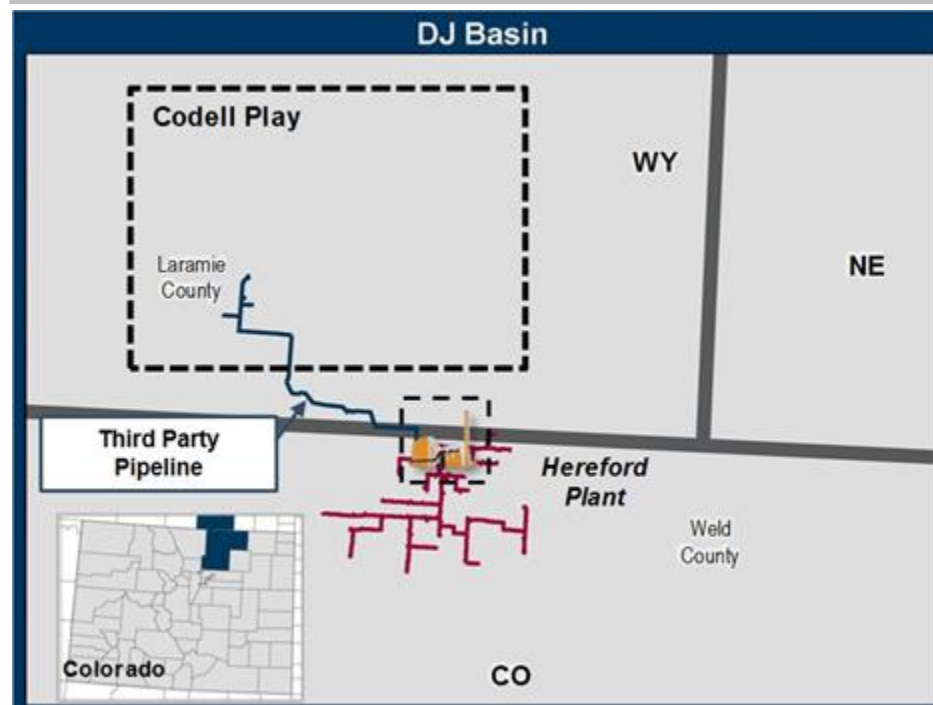 DJ Basin
Codell Play
WY
NE
Laramie
County
Third Party
Pipeline
Hereford
Plant
Weld
County
Colorado
CO